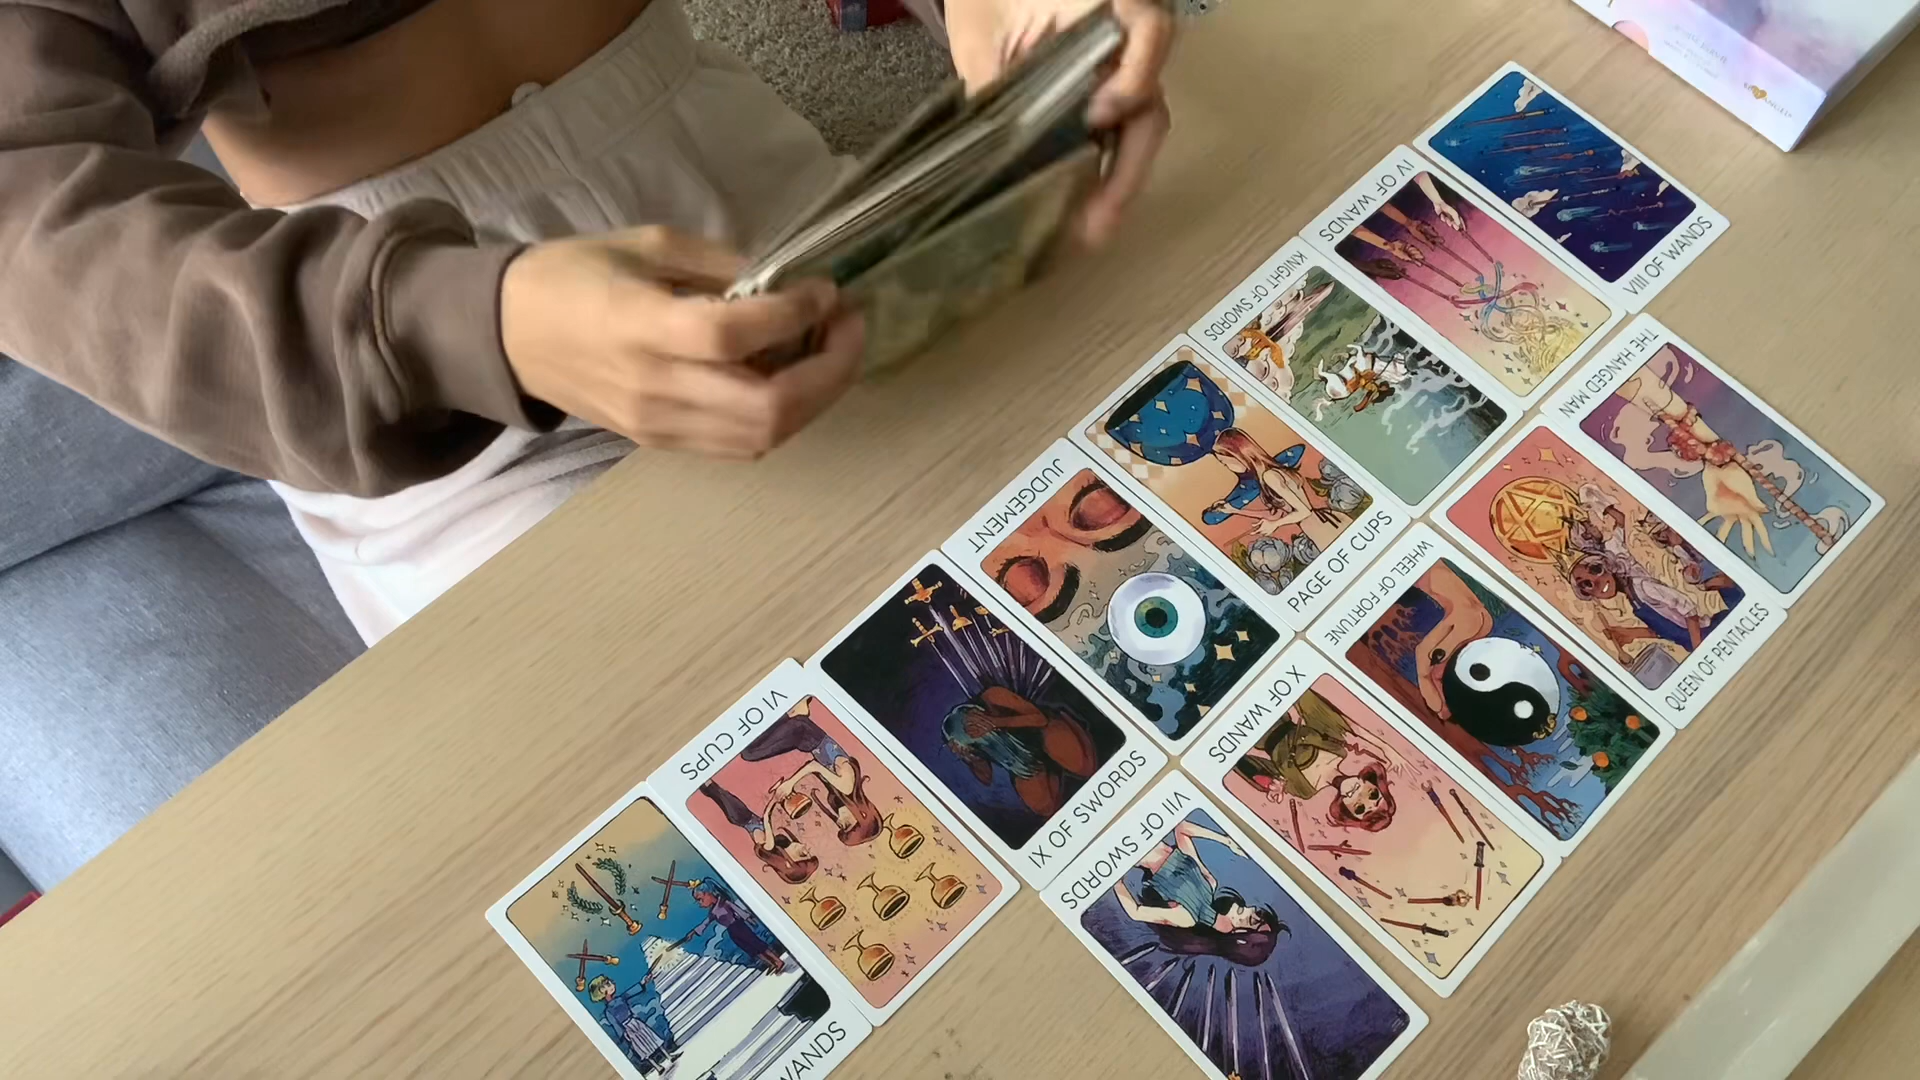 VIII OF WANDS
IV OF WANDS
KNIGHT OF SWORDS
THE HANGED MAN
PAGE OF CUPS
QUEEN OF PENTACLES
JUDGEMENT
WHEEL OF FORTUNE
IX OF SWORDS
X OF WANDS
VI OF CUPS
VII OF SWORDS
WANDS